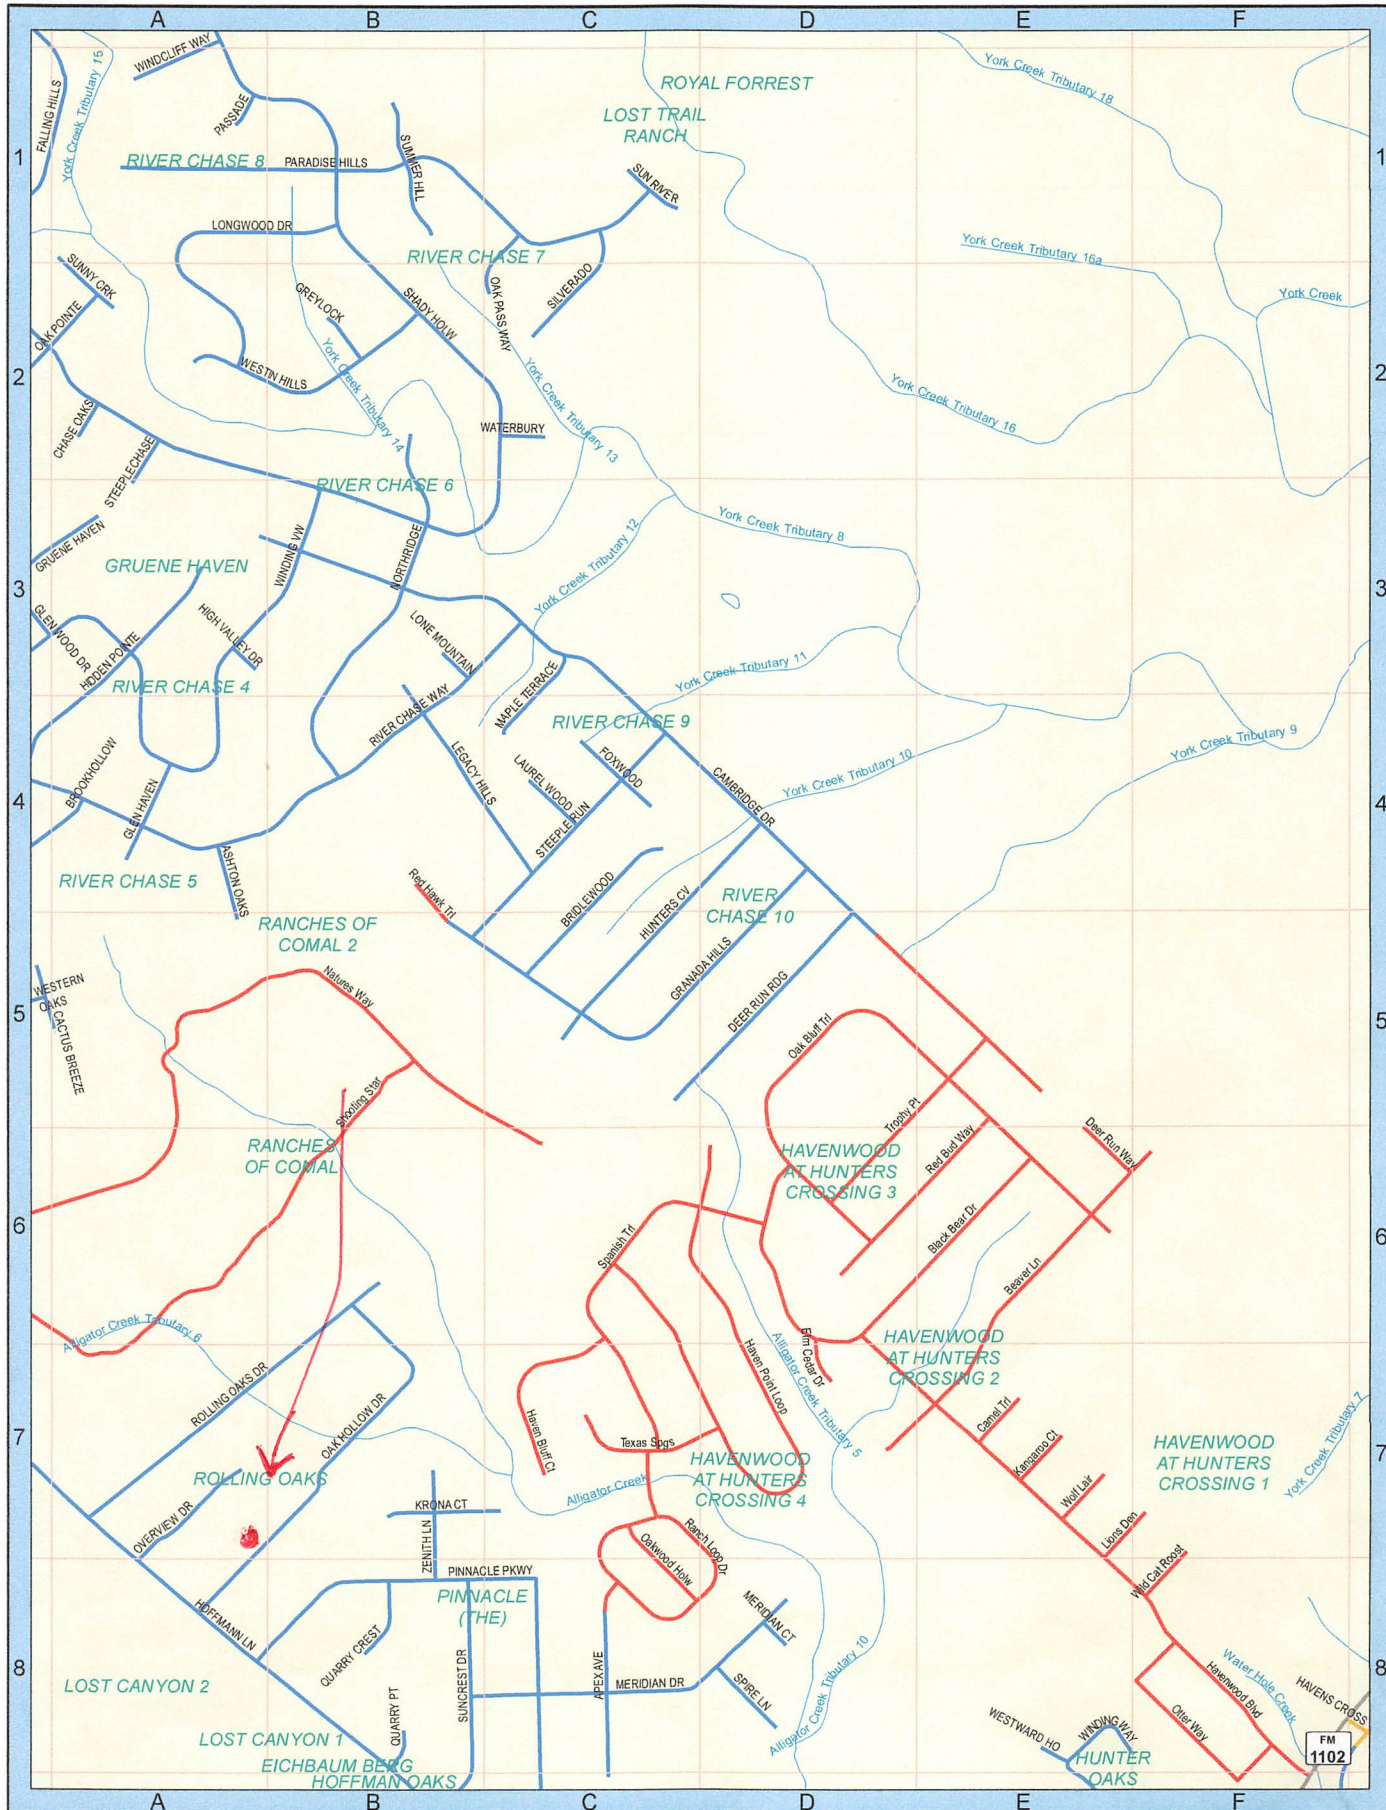 A B C D E F
WINDCLIFF WAY
York Creek Tributary 15
York Creek Tributary 18
FALLING HILLS
PASSADE
ROYAL FORREST
LOST TRAIL
RANCH
1 1
RIVER CHASE 8
PARADISE HILLS
SUMMER HILL
SUN RIVER
LONGWOOD DR
RIVER CHASE 7
York Creek Tributary 16a
SUNNY CRK
OAK POINTE
GREYLOCK
SHADY HOLW
OAK PASS WAY
SILVERADO
York Creek
2 2
WESTIN HILLS
York Creek Tributary 14
York Creek Tributary 13
York Creek Tributary 16
CHASE OAKS
STEEPLECHASE
WATERBURY
RIVER CHASE 6
GRUENE HAVEN
GRUENE HAVEN
WINDING VW
NORTHRIDGE
York Creek Tributary 12
York Creek Tributary 8
3 3
GLEN WOOD DR
HIDDEN POINTE
HIGH VALLEY DR
LONE MOUNTAIN
York Creek Tributary 11
RIVER CHASE 4
RIVER CHASE WAY
MAPLE TERRACE
RIVER CHASE 9
York Creek Tributary 9
BROOKHOLLOW
LEGACY HILLS
LAURELWOOD
FOXWOOD
CAMBRIDGE DR
York Creek Tributary 10
4 4
GLEN HAVEN
STEEPLE RUN
RIVER CHASE 5
ASHTON OAKS
Red Hawk Trl
BRIDLEWOOD
HUNTERS CV
RIVER
CHASE 10
RANCHES OF
COMAL 2
GRANADA HILLS
DEER RUN RDG
WESTERN
OAKS
CACTUS BREEZE
Natures Way
5 5
Oak Bluff Trl
Shooting Star
Trophy Pt
Red Bud Way
Deer Run Way
RANCHES
OF COMAL
HAVENWOOD
AT HUNTERS
CROSSING 3
6 6
Spanish Trl
Black Bear Dr
Beaver Ln
Alligator Creek Tributary 6
Elm Cedar Dr
HAVENWOOD
AT HUNTERS
CROSSING 2
ROLLING OAKS DR
OAK HOLLOW DR
Haven Point Loop
Alligator Creek Tributary 5
Haven Bluff Ct
Texas Spgs
Camel Trl
7 7
Kangaroo Ct
HAVENWOOD
AT HUNTERS
CROSSING 1
York Creek Tributary 7
ROLLING OAKS
HAVENWOOD
AT HUNTERS
CROSSING 4
Alligator Creek
Wolf Lair
OVERVIEW DR
KRONA CT
ZENITH LN
Lions Den
Oakwood Holw
Ranch Loop Dr
Wild Cat Roost
PINNACLE PKWY
PINNACLE
(THE)
HOFFMANN LN
MERIDIAN CT
QUARRY CREST
8 8
SUNCREST DR
APEX AVE
MERIDIAN DR
SPIRE LN
LOST CANYON 2
QUARRY PT
Alligator Creek Tributary 10
Havenwood Blvd
Water Hole Creek
HAVENS CROSS
Otter Way
LOST CANYON 1
WESTWARD HO
WINDING WAY
FM
1102
EICHBAUM BERG
HOFFMAN OAKS
HUNTER
OAKS
A B C D E F